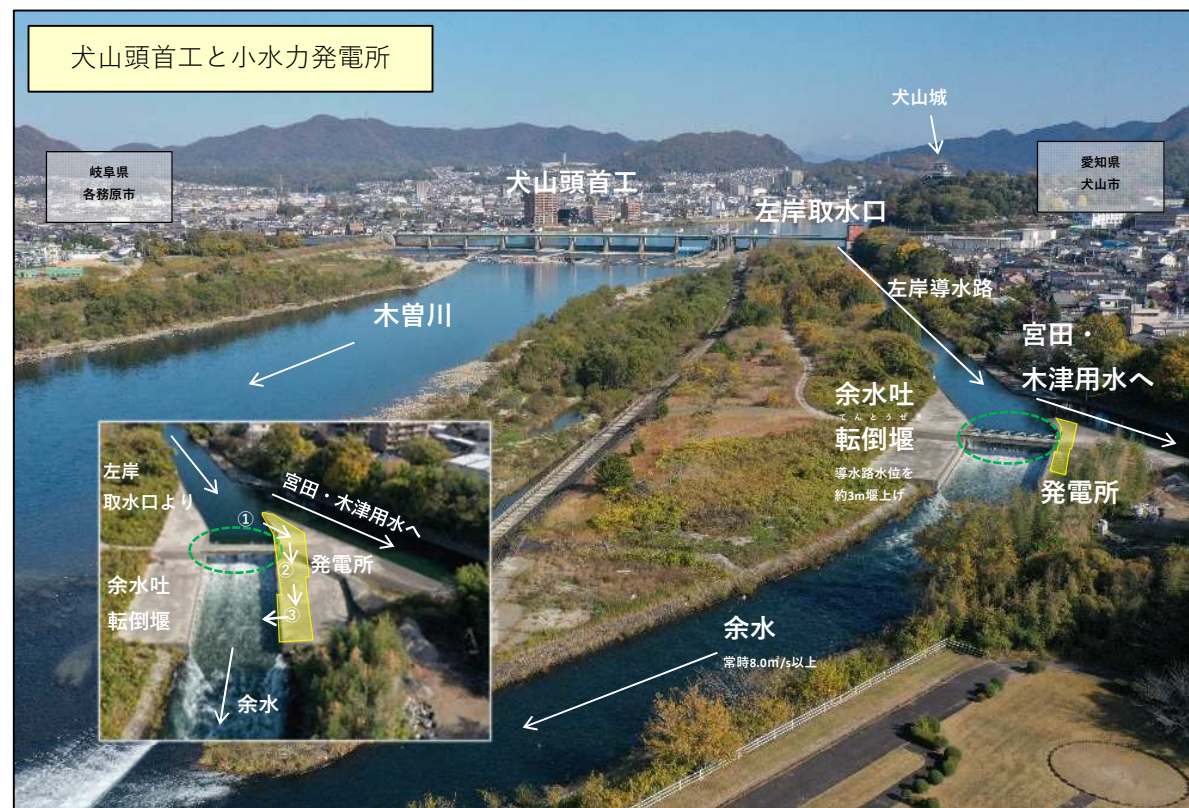 犬山頭首工と小水力発電所
犬山城
岐阜県
各務原市
愛知県
犬山市
犬山頭首工
左岸取水口
左岸導水路
木曽川
宮田・
木津用水へ
余水吐
てんとうぜき
転倒堰
導水路水位を
約3m堰上げ
発電所
左岸
取水口より
宮田・木津用水へ
①
発電所
②
③
余水吐
転倒堰
余水
余水
常時8.0㎥/s以上